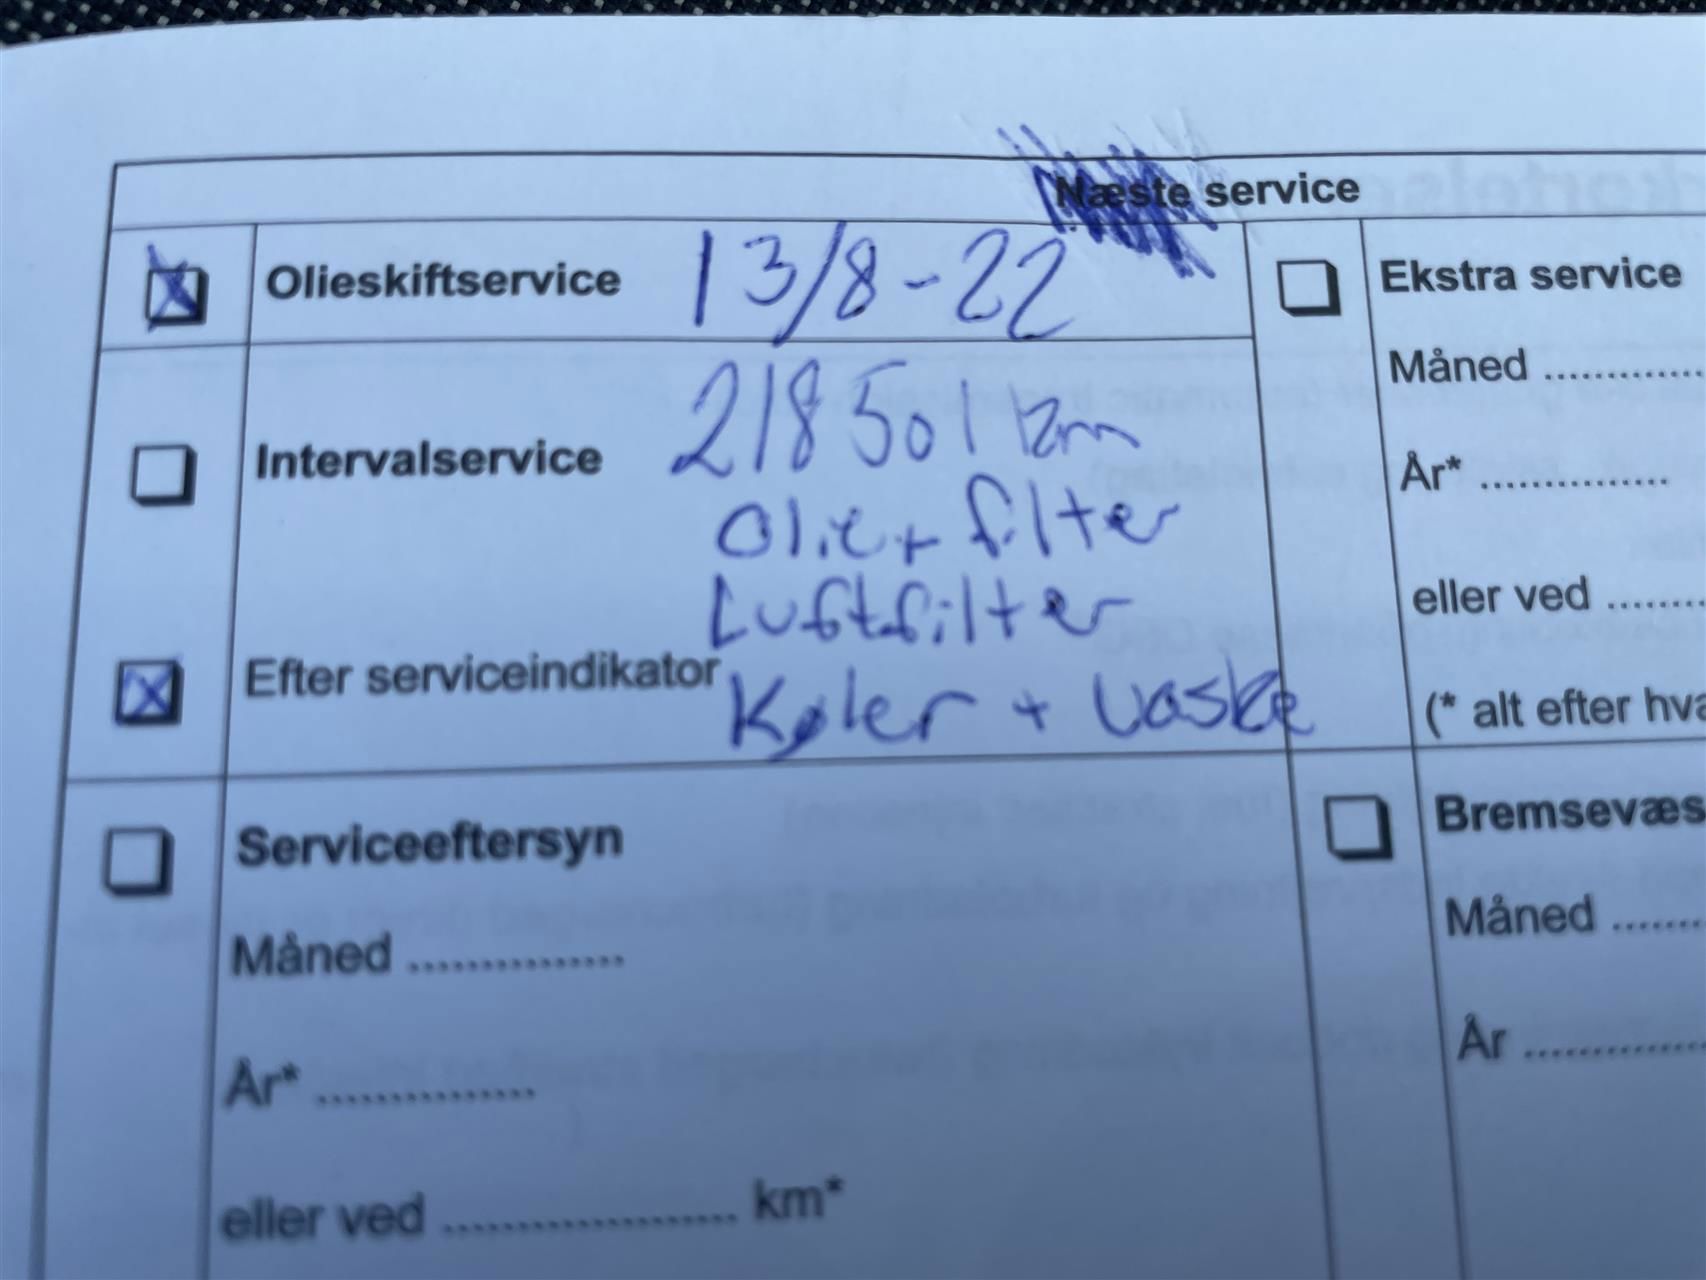 Næste service
Olieskiftservice 13/8-22
Ekstra service
Måned ............
218501 km
Intervalservice
År* ...............
Olie + filter
Luftfilter
eller ved ........
Efter serviceindikator
Køler + vaske
(* alt efter hva
Serviceeftersyn
Bremsevæs
Måned ...............
Måned .......
År* ...............
År ..............
eller ved .................... km*